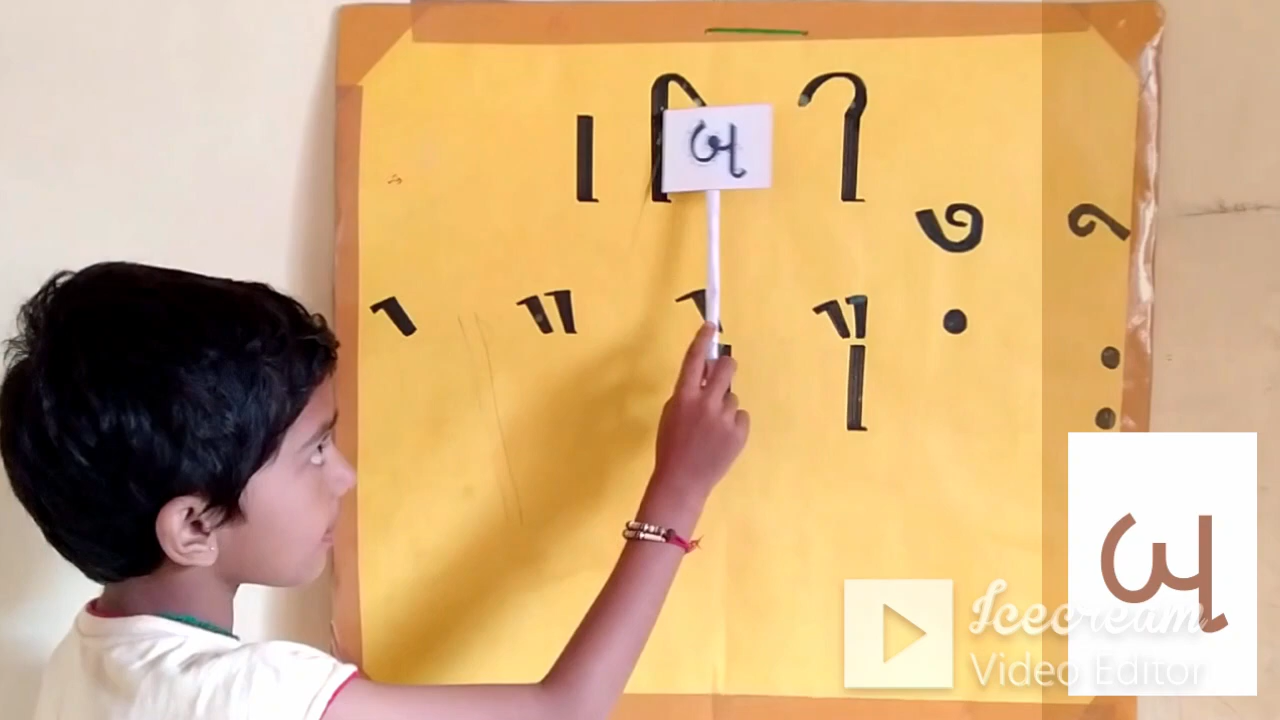 ા િ ી
બ
ુ ૂ
ે ૈ ો ૌ ં ઃ
બ
Icecream
Video Editor